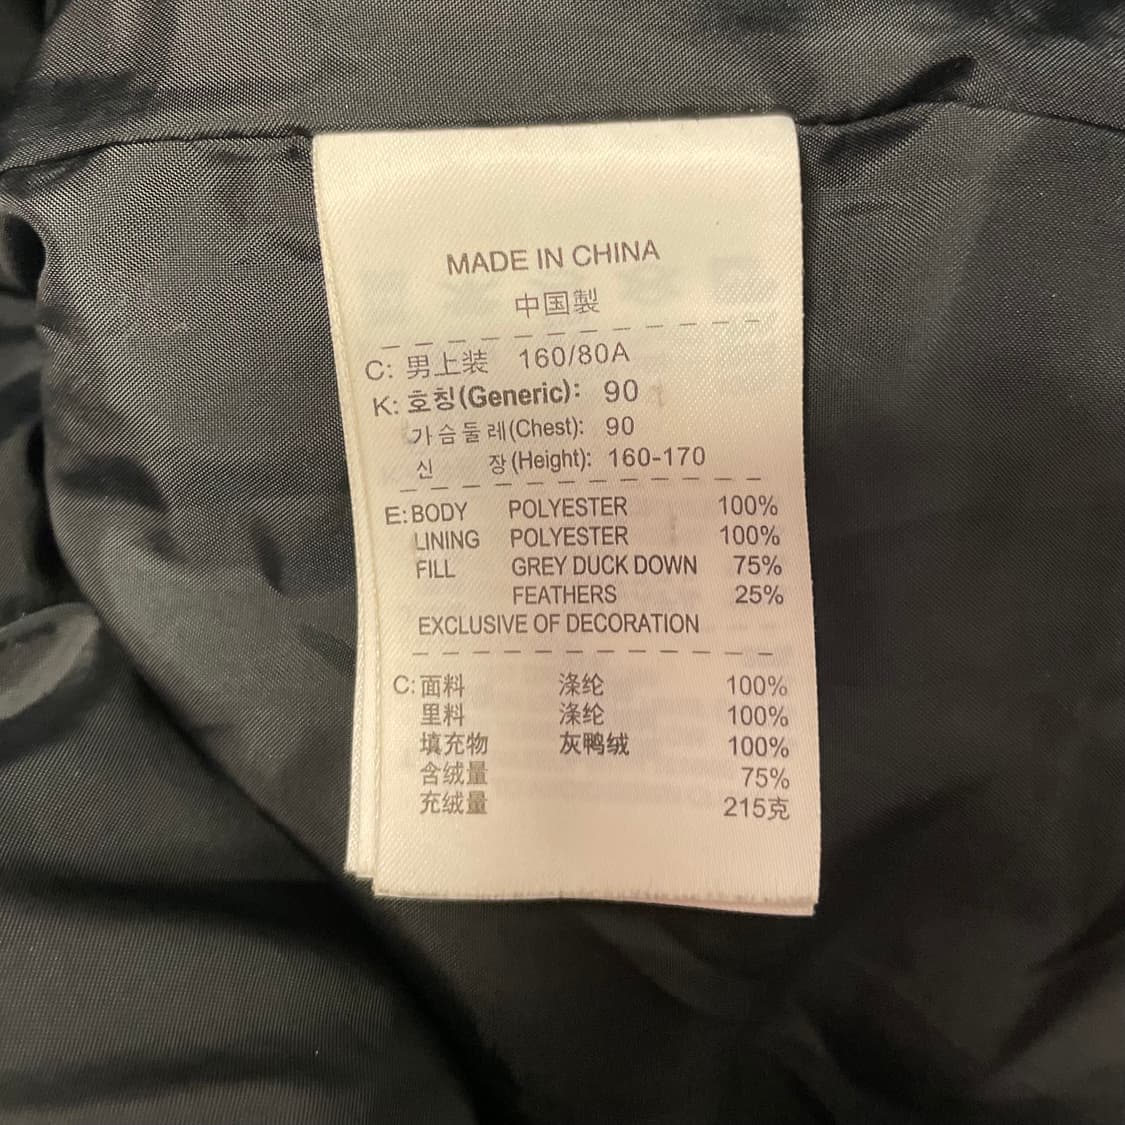 MADE IN CHINA
中国製
C: 男上装 160/80A
K: 호칭(Generic): 90
가슴둘레(Chest): 90
신 장(Height): 160-170
E: BODY POLYESTER 100%
LINING POLYESTER 100%
FILL GREY DUCK DOWN 75%
FEATHERS 25%
EXCLUSIVE OF DECORATION
C: 面料 涤纶 100%
里料 涤纶 100%
填充物 灰鸭绒 100%
含绒量 75%
充绒量 215克